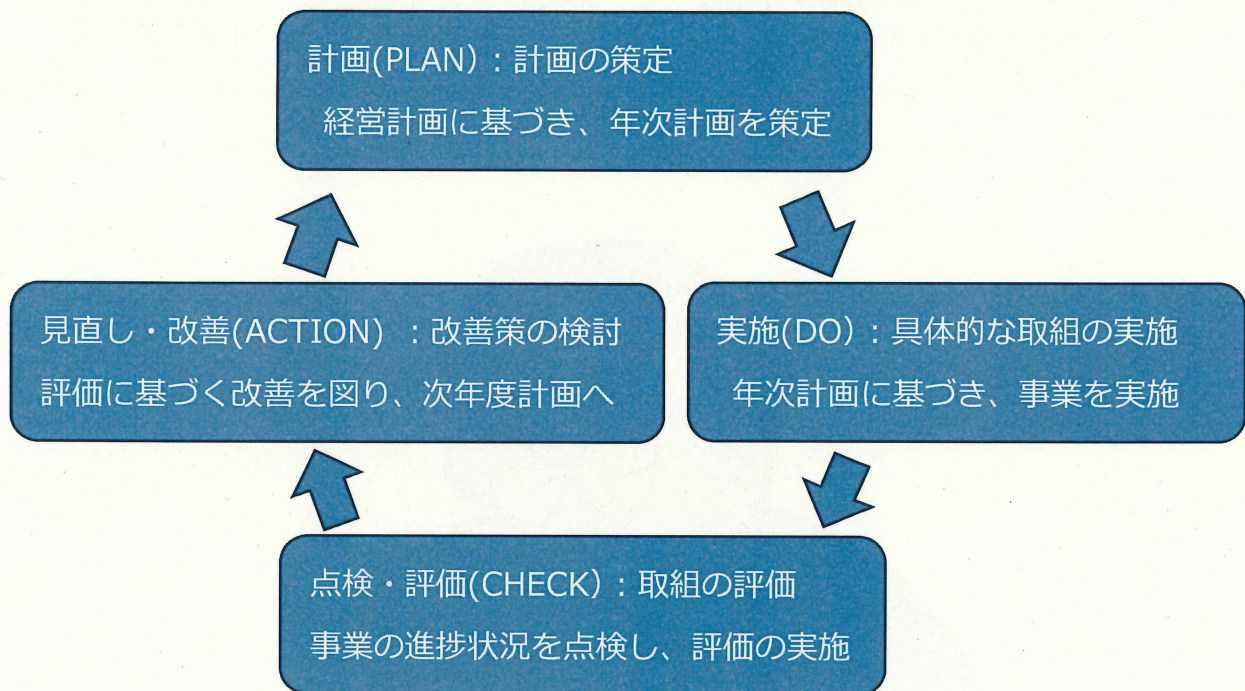 計画(PLAN）：計画の策定
経営計画に基づき、年次計画を策定
見直し・改善(ACTION) ：改善策の検討
評価に基づく改善を図り、次年度計画へ
実施(DO）：具体的な取組の実施
年次計画に基づき、事業を実施
点検・評価(CHECK）：取組の評価
事業の進捗状況を点検し、評価の実施